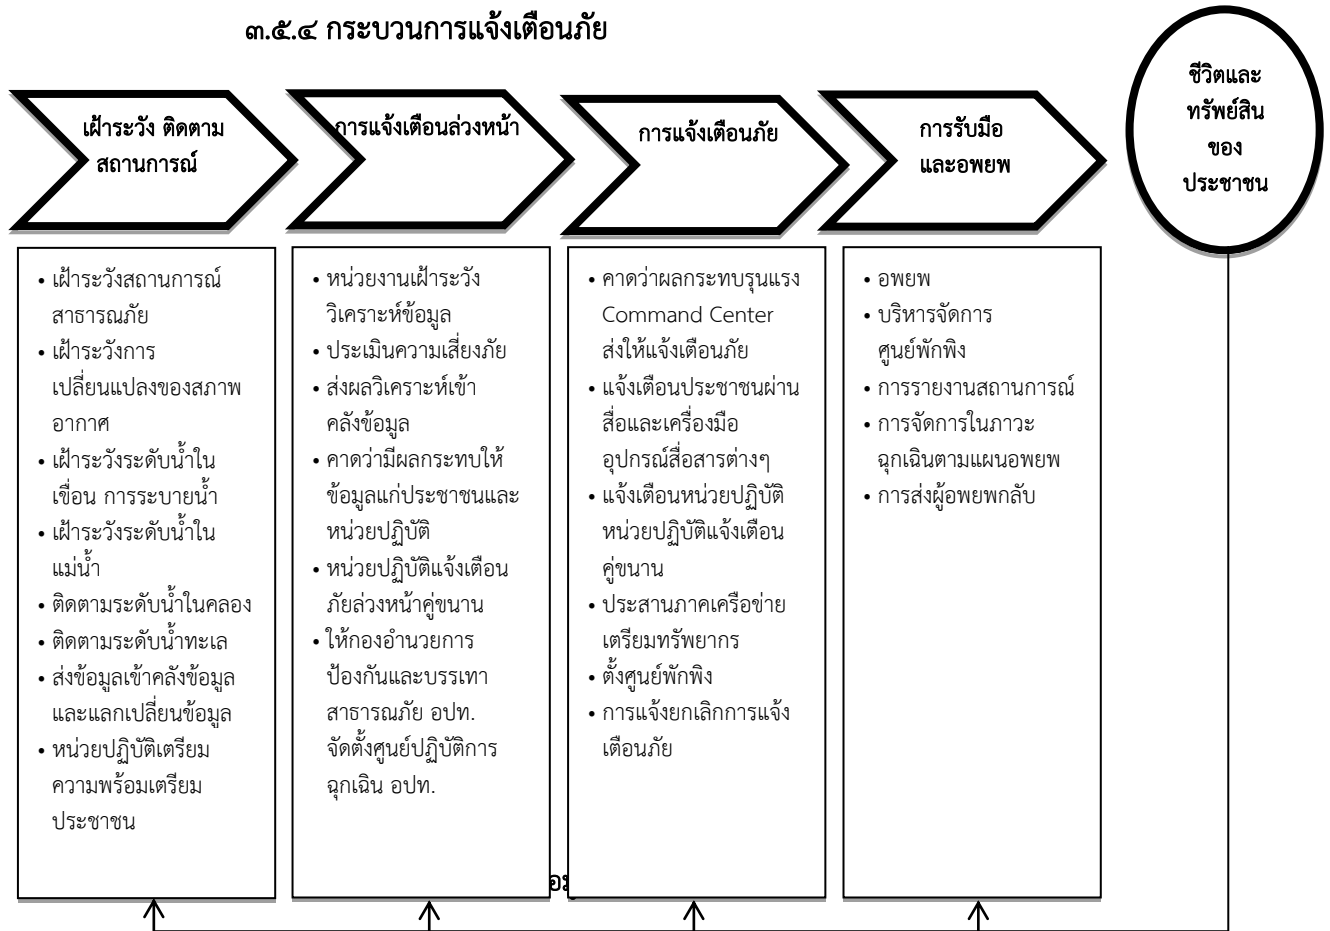 ๓.๕.๔ กระบวนการแจ้งเตือนภัย
เฝ้าระวัง ติดตาม
สถานการณ์
การแจ้งเตือนล่วงหน้า
การแจ้งเตือนภัย
การรับมือ
และอพยพ
ชีวิตและ
ทรัพย์สิน
ของ
ประชาชน
• เฝ้าระวังสถานการณ์
สาธารณภัย
• เฝ้าระวังการ
เปลี่ยนแปลงของสภาพ
อากาศ
• เฝ้าระวังระดับน้ำใน
เขื่อน การระบายน้ำ
• เฝ้าระวังระดับน้ำใน
แม่น้ำ
• ติดตามระดับน้ำในคลอง
• ติดตามระดับน้ำทะเล
• ส่งข้อมูลเข้าคลังข้อมูล
และแลกเปลี่ยนข้อมูล
• หน่วยปฏิบัติเตรียม
ความพร้อมเตรียม
ประชาชน
• หน่วยงานเฝ้าระวัง
วิเคราะห์ข้อมูล
• ประเมินความเสี่ยงภัย
• ส่งผลวิเคราะห์เข้า
คลังข้อมูล
• คาดว่ามีผลกระทบให้
ข้อมูลแก่ประชาชนและ
หน่วยปฏิบัติ
• หน่วยปฏิบัติแจ้งเตือน
ภัยล่วงหน้าคู่ขนาน
• ให้กองอำนวยการ
ป้องกันและบรรเทา
สาธารณภัย อปท.
จัดตั้งศูนย์ปฏิบัติการ
ฉุกเฉิน อปท.
• คาดว่าผลกระทบรุนแรง
Command Center
ส่งให้แจ้งเตือนภัย
• แจ้งเตือนประชาชนผ่าน
สื่อและเครื่องมือ
อุปกรณ์สื่อสารต่างๆ
• แจ้งเตือนหน่วยปฏิบัติ
หน่วยปฏิบัติแจ้งเตือน
คู่ขนาน
• ประสานภาคเครือข่าย
เตรียมทรัพยากร
• ตั้งศูนย์พักพิง
• การแจ้งยกเลิกการแจ้ง
เตือนภัย
• อพยพ
• บริหารจัดการ
ศูนย์พักพิง
• การรายงานสถานการณ์
• การจัดการในภาวะ
ฉุกเฉินตามแผนอพยพ
• การส่งผู้อพยพกลับ